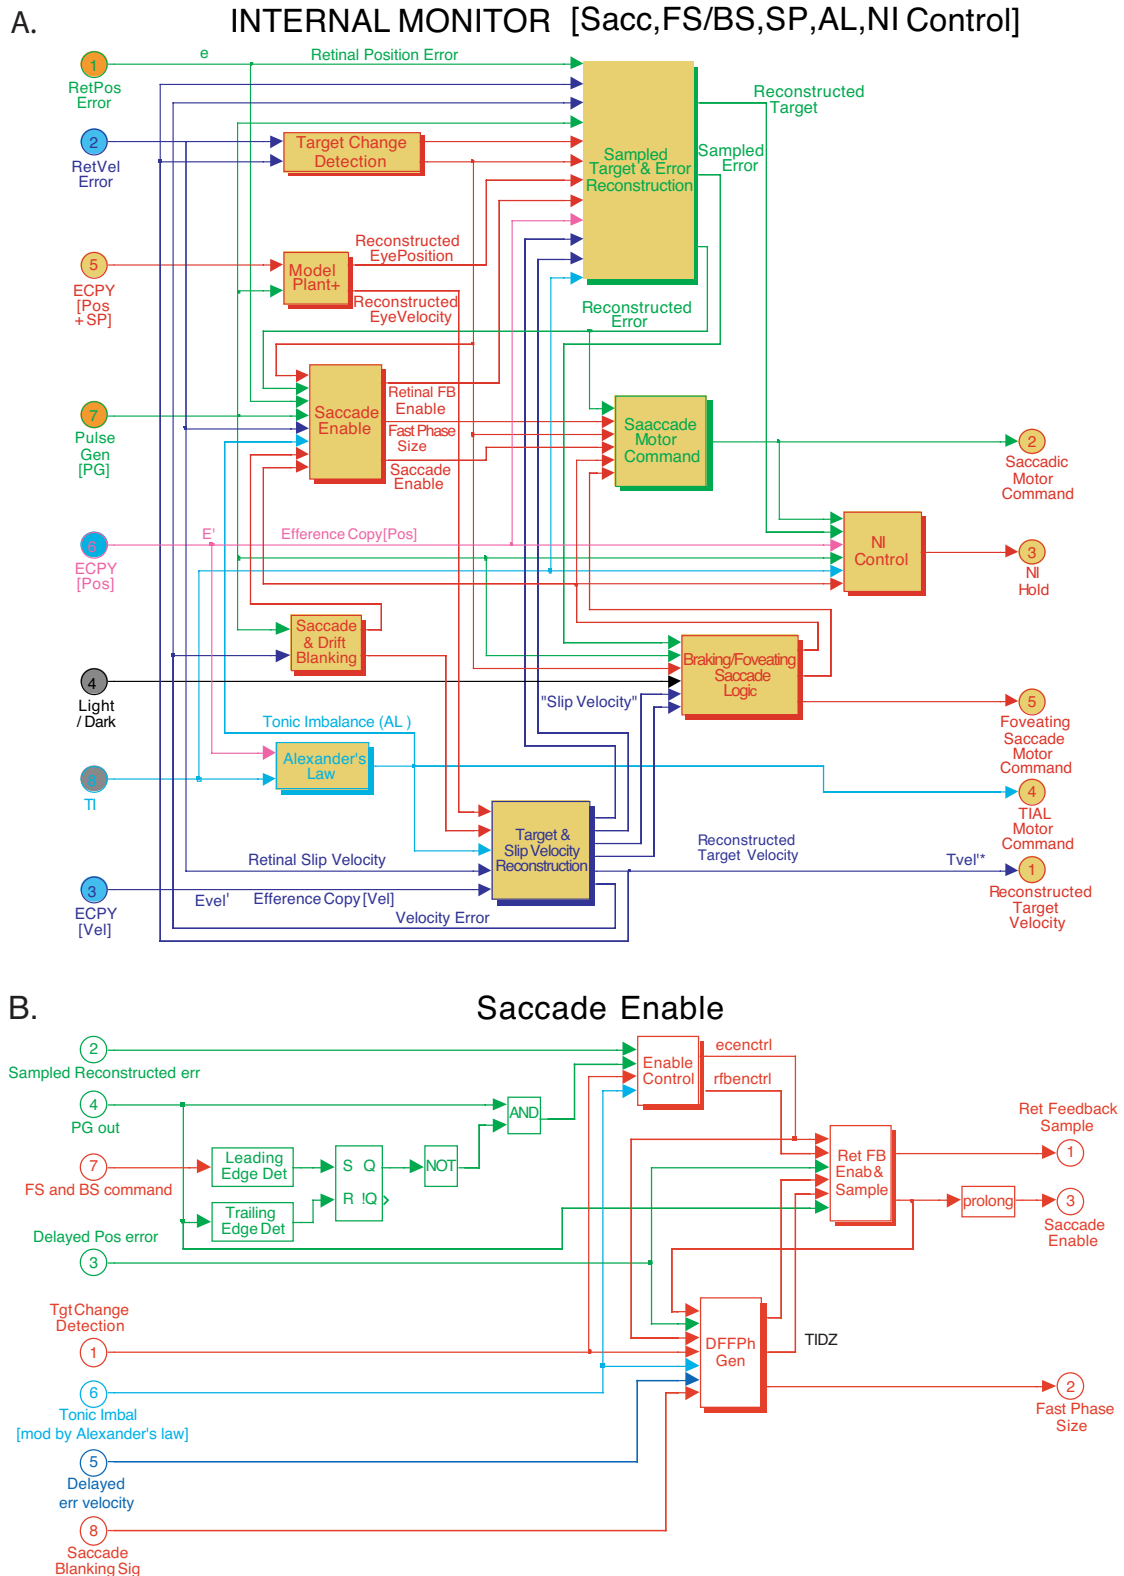 A.
INTERNAL MONITOR [Sacc,FS/BS,SP,AL,NI Control]
1
RetPos
Error
e
Retinal Position Error
2
RetVel
Error
Target Change
Detection
Sampled
Target & Error
Reconstruction
Reconstructed
Target
Sampled
Error
5
ECPY
[Pos
+ SP]
Model
Plant+
Reconstructed
EyePosition
Reconstructed
EyeVelocity
Reconstructed
Error
7
Pulse
Gen
[PG]
Saccade
Enable
Retinal FB
Enable
Fast Phase
Size
Saccade
Enable
Saaccade
Motor
Command
2
Saccadic
Motor
Command
6
ECPY
[Pos]
E'
Efference Copy[Pos]
NI
Control
3
NI
Hold
Saccade
& Drift
Blanking
Braking/Foveating
Saccade
Logic
4
Light
/ Dark
"Slip Velocity"
5
Foveating
Saccade
Motor
Command
Tonic Imbalance (AL )
8
TI
Alexander's
Law
4
TIAL
Motor
Command
Target &
Slip Velocity
Reconstruction
Retinal Slip Velocity
Reconstructed
Target Velocity
Tvel'*
1
Reconstructed
Target
Velocity
3
ECPY
[Vel]
Evel'
Efference Copy[Vel]
Velocity Error
B.
Saccade Enable
2
Sampled Reconstructed err
Enable
Control
ecenctrl
rfbenctrl
4
PG out
AND
7
FS and BS command
Leading
Edge Det
S Q
R !Q
NOT
Trailing
Edge Det
Ret FB
Enab&
Sample
Ret Feedback
Sample
1
prolong
3
Saccade
Enable
Delayed Pos error
3
Tgt Change
Detection
1
DFFPh
Gen
TIDZ
6
Tonic Imbal
[mod by Alexander's law]
2
Fast Phase
Size
5
Delayed
err velocity
8
Saccade
Blanking Sig